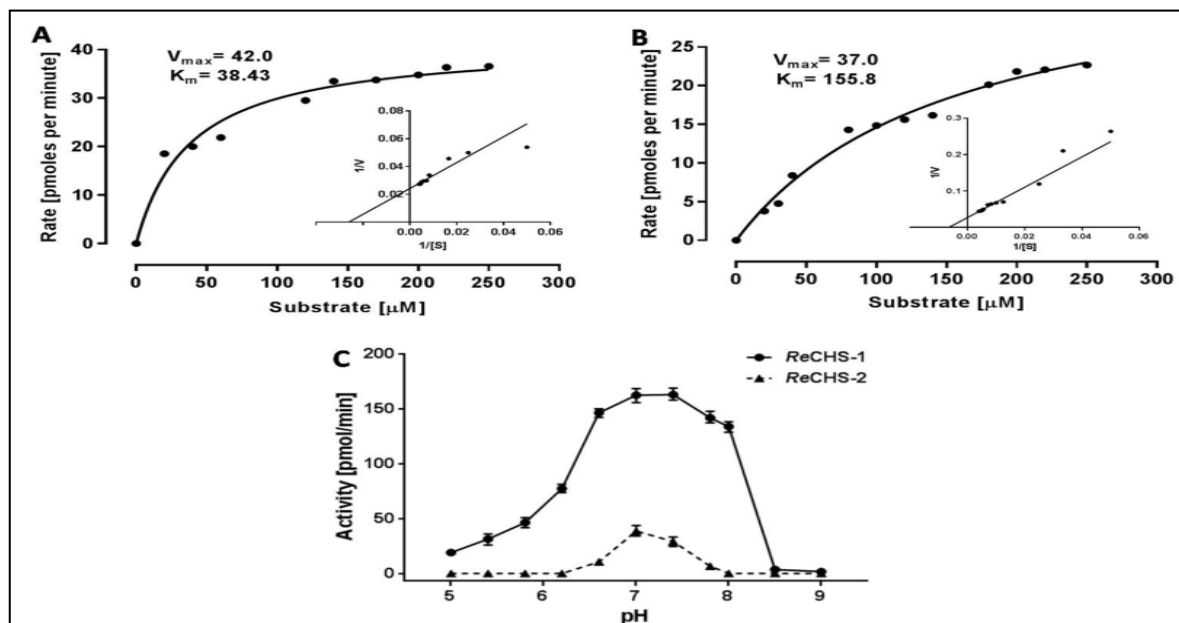 A
Vmax= 42.0
Km= 38.43
Rate [pmoles per minute]
40
30
20
10
0
0 50 100 150 200 250 300
Substrate [μM]
1/V
0.08
0.06
0.04
0.02
0.00 0.02 0.04 0.06
1/[S]
B
Vmax= 37.0
Km= 155.8
Rate [pmoles per minute]
25
20
15
10
5
0
0 50 100 150 200 250 300
Substrate [μM]
1/V
0.3
0.2
0.1
0.00 0.02 0.04 0.06
1/[S]
C
ReCHS-1
ReCHS-2
Activity [pmol/min]
200
150
100
50
0
5 6 7 8 9
pH